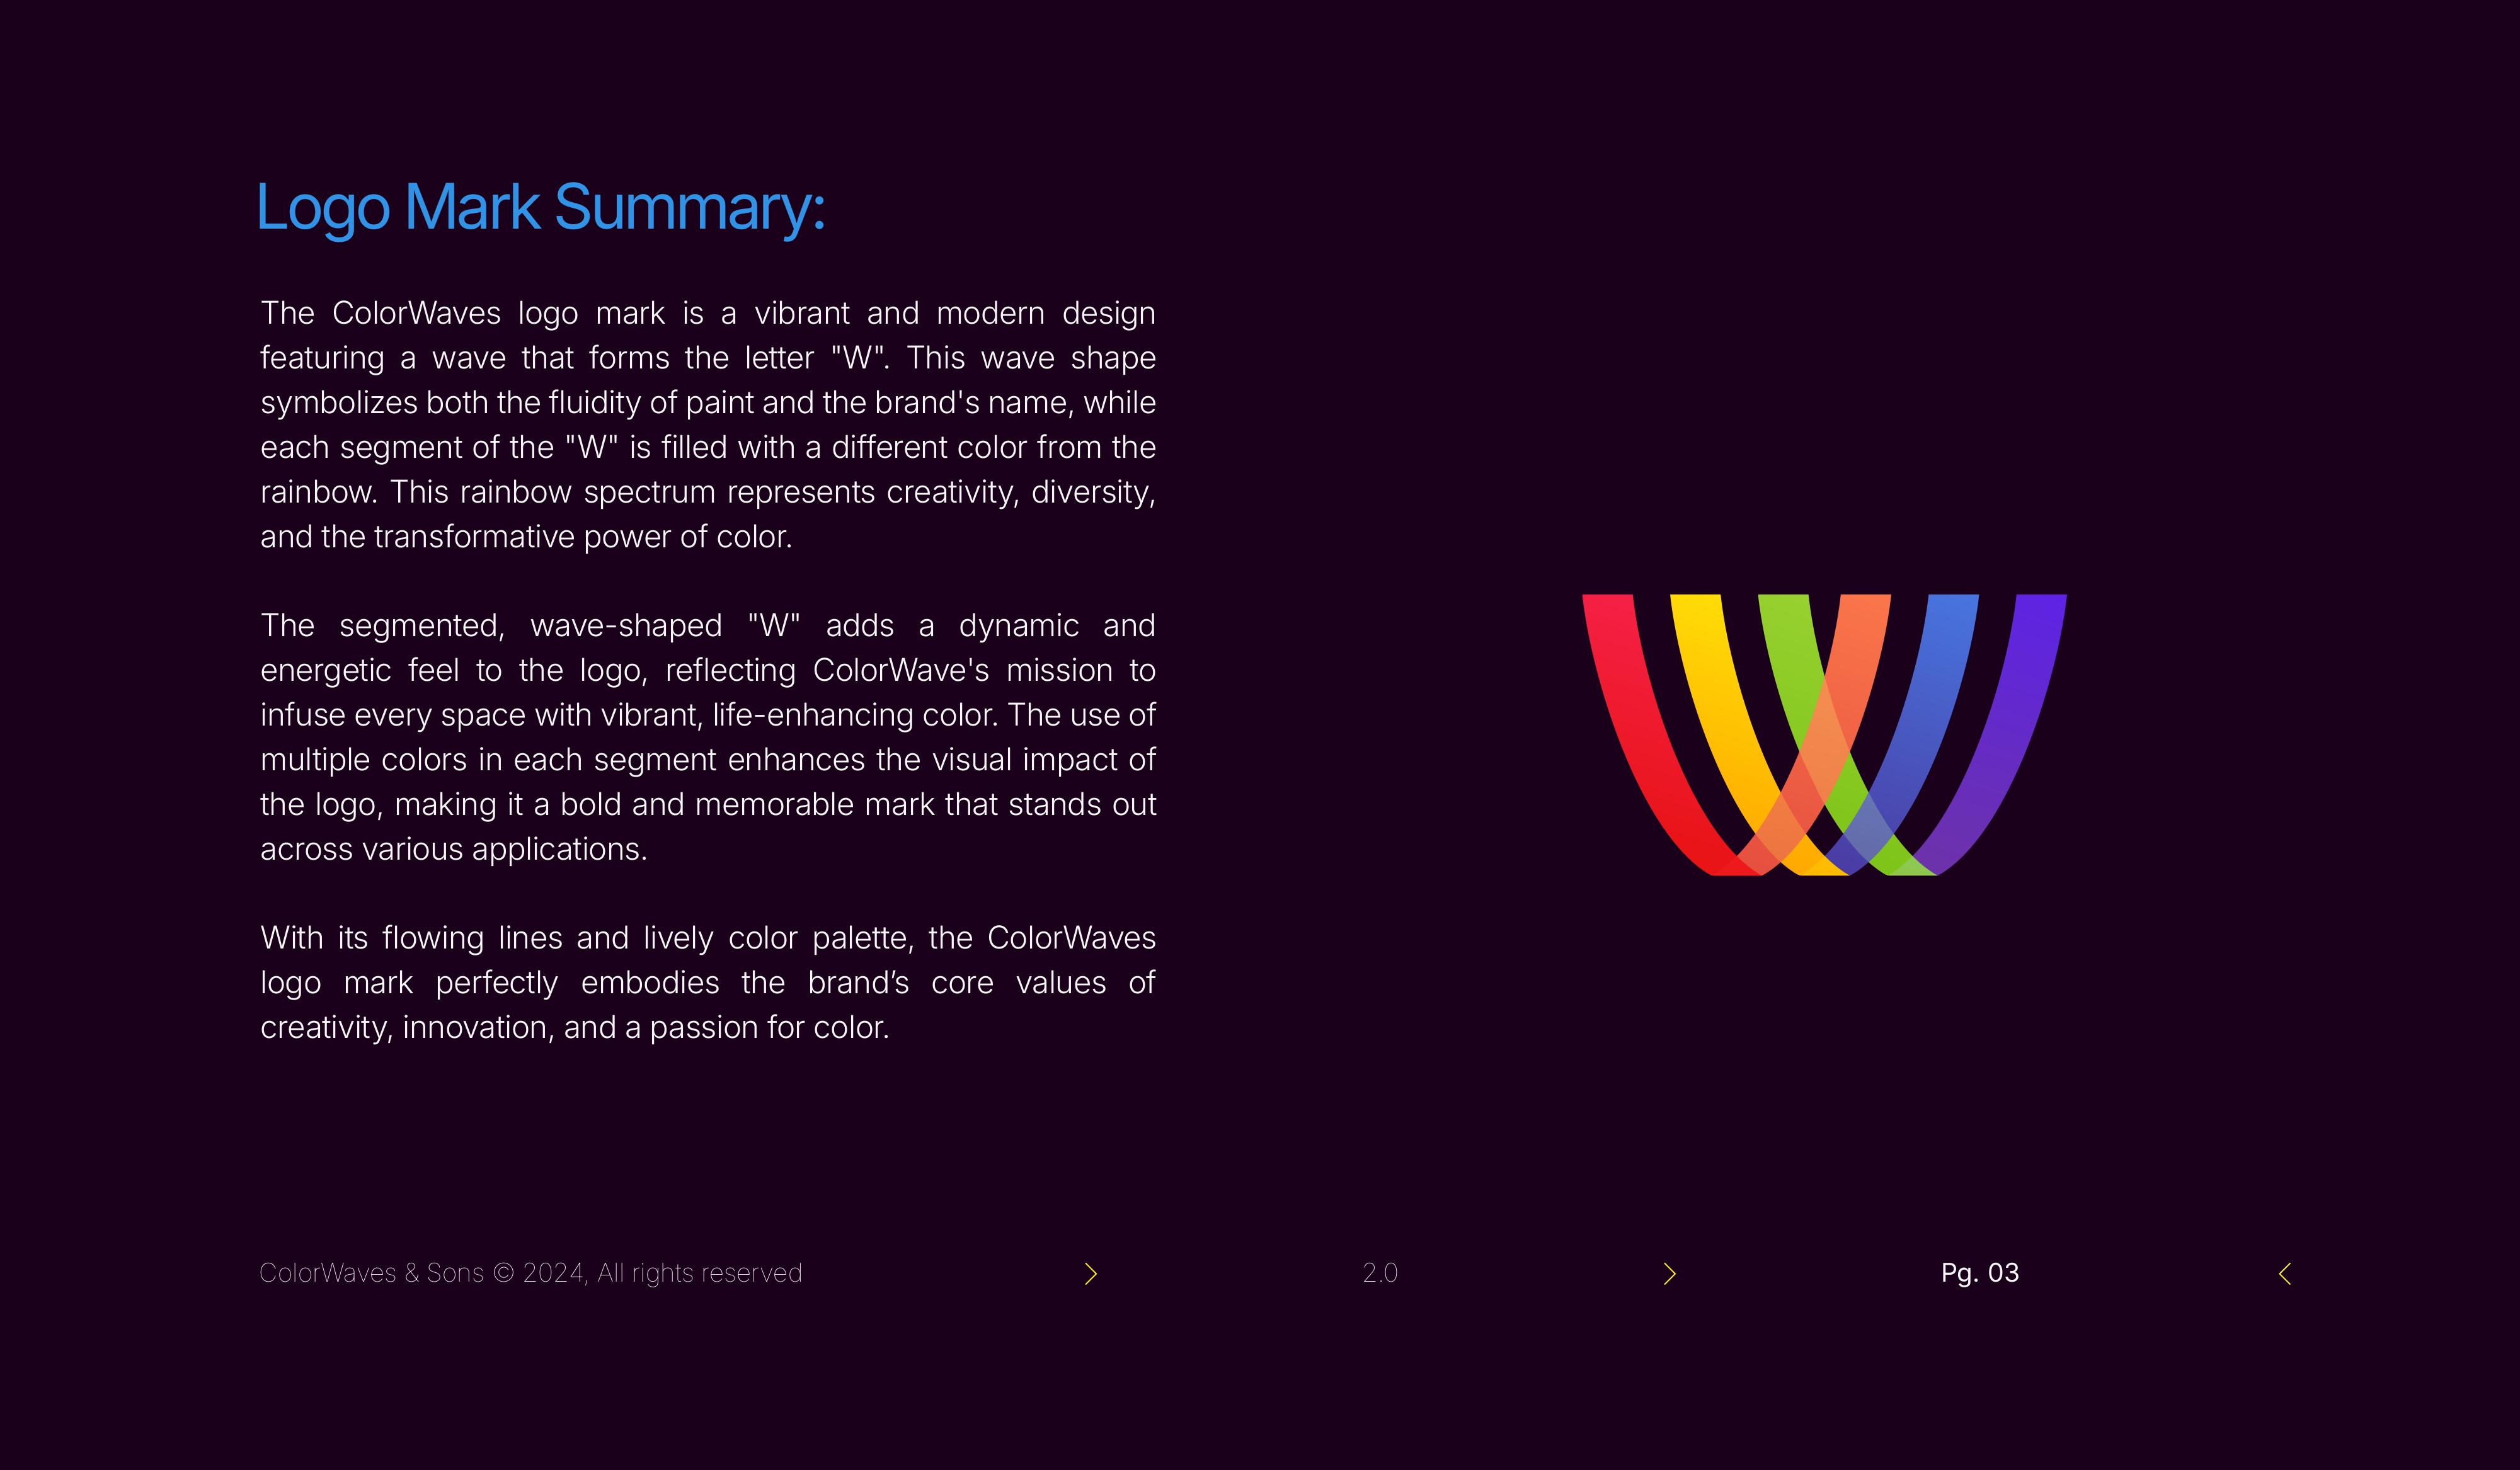 Logo Mark Summary:
The ColorWaves logo mark is a vibrant and modern design
featuring a wave that forms the letter "W". This wave shape
symbolizes both the fluidity of paint and the brand's name, while
each segment of the "W" is filled with a different color from the
rainbow. This rainbow spectrum represents creativity, diversity,
and the transformative power of color.
The segmented, wave-shaped "W" adds a dynamic and
energetic feel to the logo, reflecting ColorWave's mission to
infuse every space with vibrant, life-enhancing color. The use of
multiple colors in each segment enhances the visual impact of
the logo, making it a bold and memorable mark that stands out
across various applications.
With its flowing lines and lively color palette, the ColorWaves
logo mark perfectly embodies the brand’s core values of
creativity, innovation, and a passion for color.
ColorWaves & Sons © 2024, All rights reserved
2.0
Pg. 03